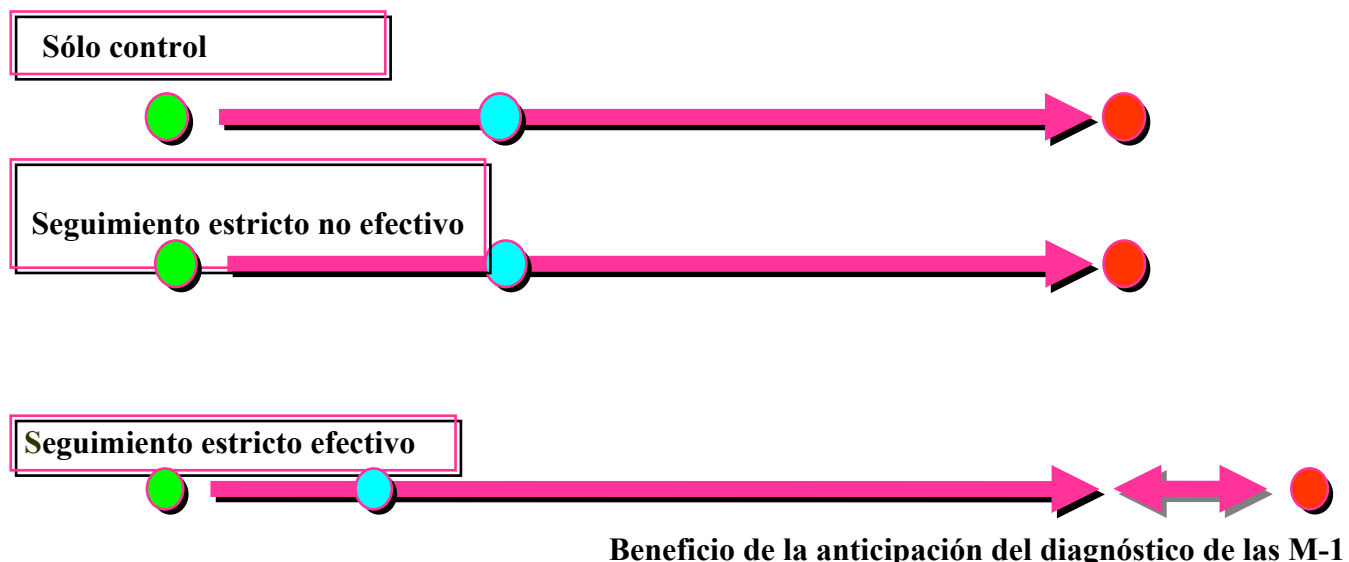 Sólo control
Seguimiento estricto no efectivo
Seguimiento estricto efectivo
Beneficio de la anticipación del diagnóstico de las M-1